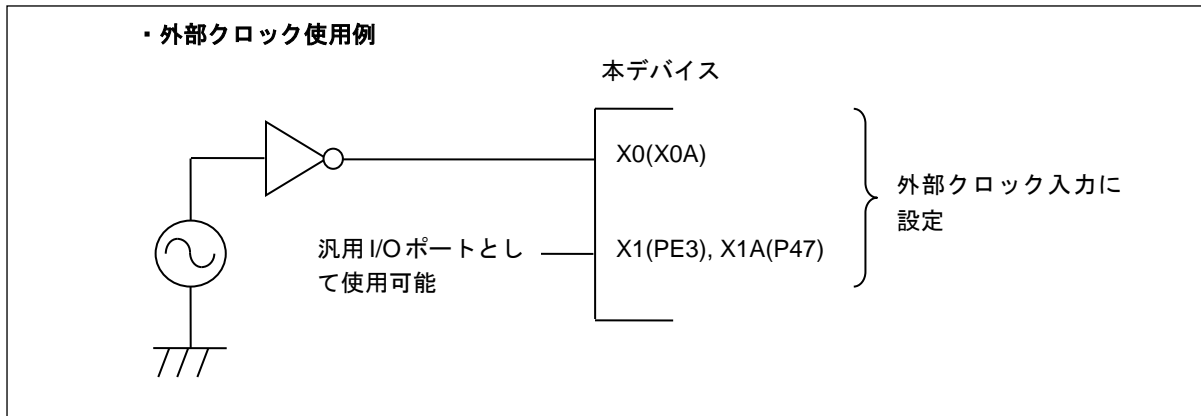 ・外部クロック使用例
本デバイス
X0(X0A)
外部クロック入力に
設定
汎用 I/O ポートとし
て使用可能
X1(PE3), X1A(P47)